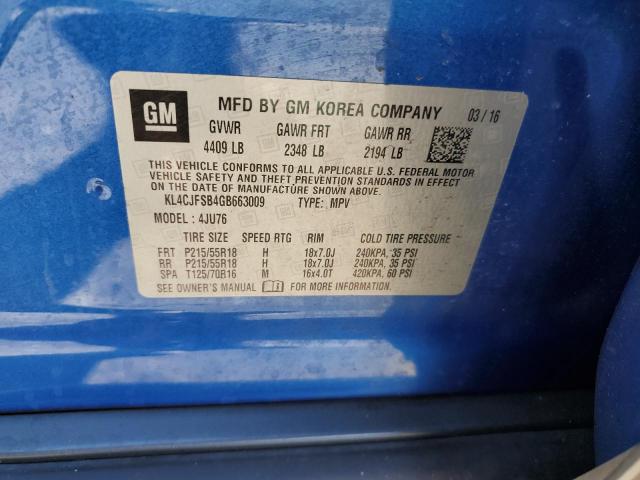 GM
MFD BY GM KOREA COMPANY 03/16
GVWR GAWR FRT GAWR RR
4409 LB 2348 LB 2194 LB
THIS VEHICLE CONFORMS TO ALL APPLICABLE U.S. FEDERAL MOTOR
VEHICLE SAFETY, BUMPER, AND THEFT PREVENTION STANDARDS IN EFFECT
ON THE DATE OF MANUFACTURE SHOWN ABOVE.
KL4CJFSB4GB663009 TYPE: MPV
MODEL: 4JU76
TIRE SIZE SPEED RTG RIM COLD TIRE PRESSURE
FRT P215/55R18 H 18x7.0J 240KPA, 35 PSI
RR P215/55R18 H 18x7.0J 240KPA, 35 PSI
SPA T125/70R16 M 16x4.0T 420KPA, 60 PSI
SEE OWNER'S MANUAL FOR MORE INFORMATION